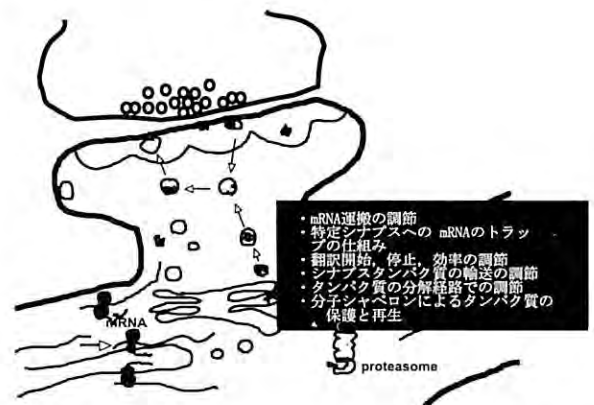 ・mRNA運搬の調節
・特定シナプスへの mRNAのトラッ
プの仕組み
・翻訳開始, 停止, 効率の調節
・シナプスタンパク質の輸送の調節
・タンパク質の分解経路での調節
・分子シャペロンによるタンパク質の
保護と再生
mRNA
proteasome